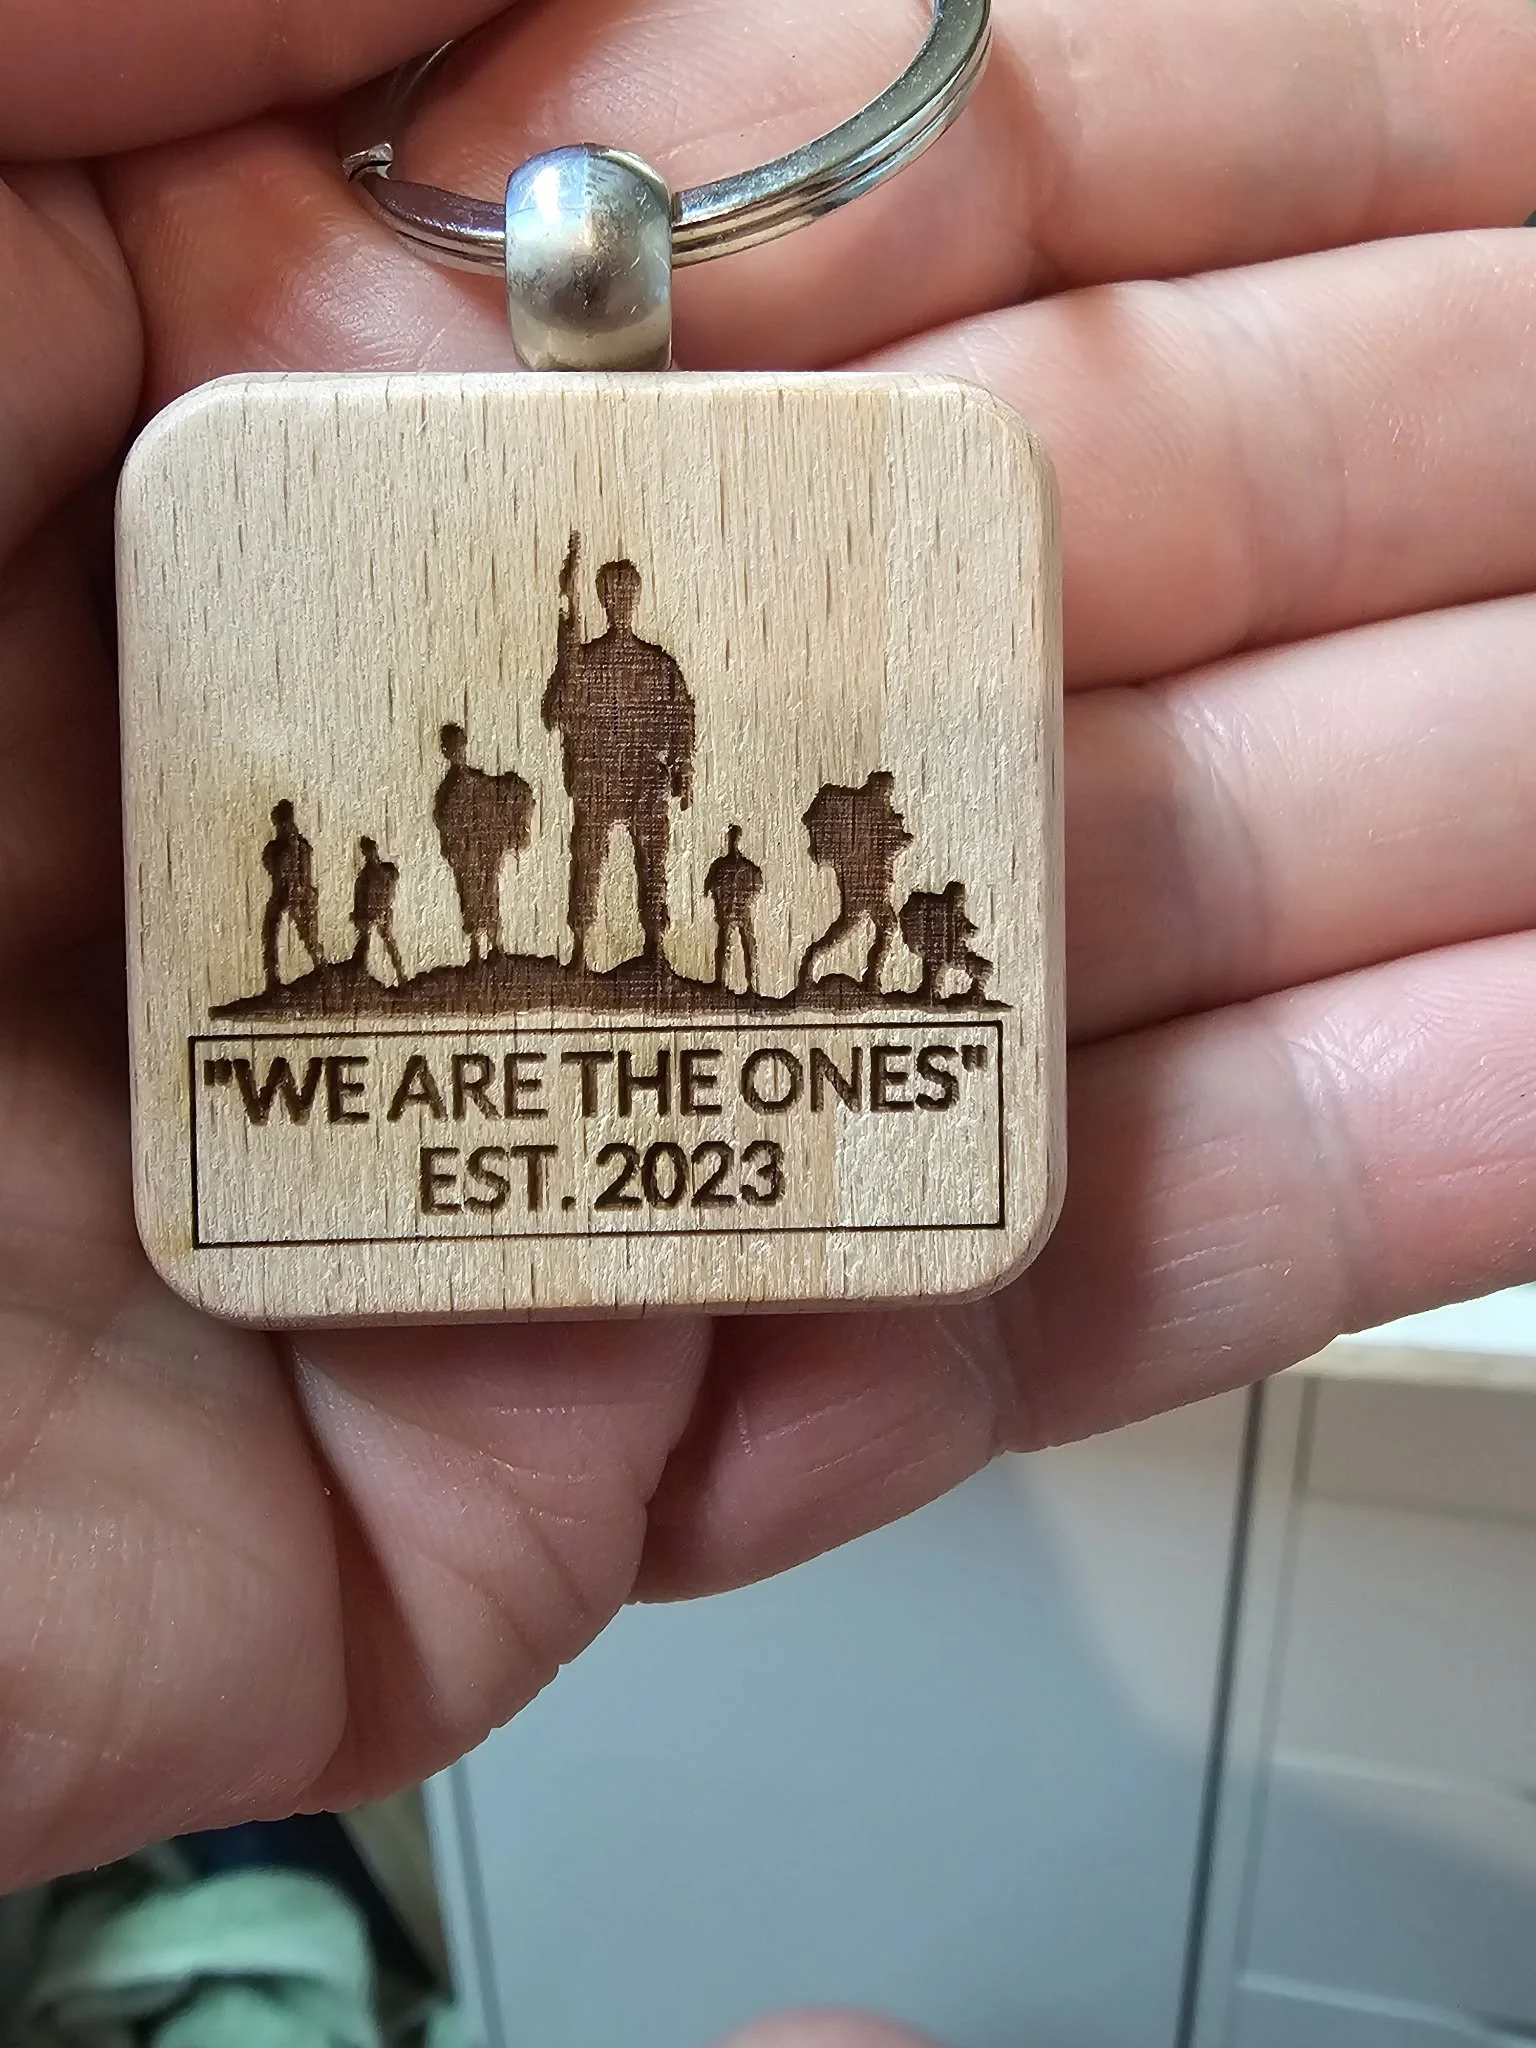 "WE ARE THE ONES"
EST. 2023